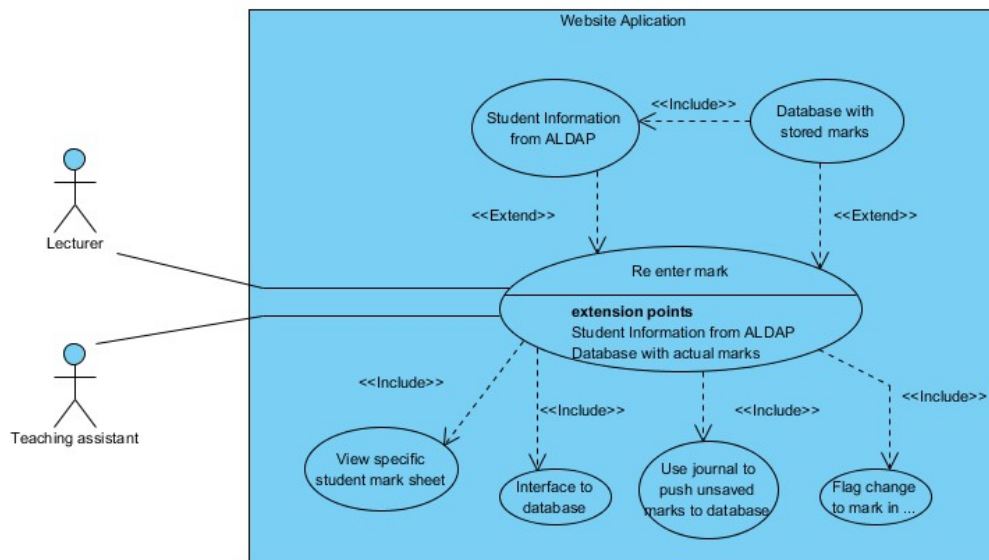 Website Aplication
Student Information
from ALDAP
<<Include>>
Database with
stored marks
<<Extend>>
<<Extend>>
Lecturer
Re enter mark
extension points
Student Information from ALDAP
Database with actual marks
Teaching assistant
<<Include>>
<<Include>>
<<Include>>
<<Include>>
View specific
student mark sheet
Interface to
database
Use journal to
push unsaved
marks to database
Flag change
to mark in ...